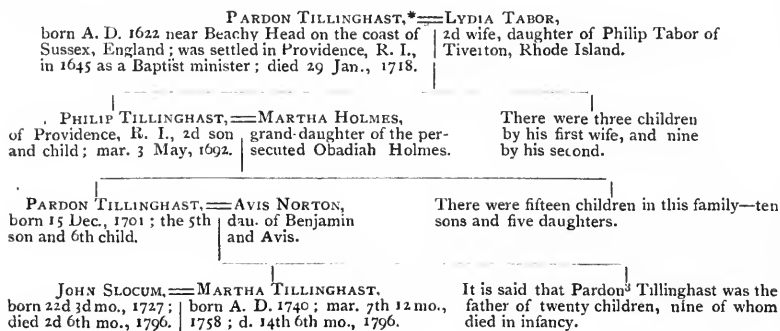 PARDON TILLINGHAST,*══LYDIA TABOR,
born A. D. 1622 near Beachy Head on the coast of
Sussex, England; was settled in Providence, R. I.,
in 1645 as a Baptist minister; died 29 Jan., 1718.
2d wife, daughter of Philip Tabor of
Tiverton, Rhode Island.
PHILIP TILLINGHAST,══MARTHA HOLMES,
of Providence, R. I., 2d son
and child; mar. 3 May, 1692.
grand-daughter of the per-
secuted Obadiah Holmes.
There were three children
by his first wife, and nine
by his second.
PARDON TILLINGHAST,══AVIS NORTON,
born 15 Dec., 1701; the 5th
son and 6th child.
dau. of Benjamin
and Avis.
There were fifteen children in this family—ten
sons and five daughters.
JOHN SLOCUM,══MARTHA TILLINGHAST,
born 22d 3d mo., 1727;
died 2d 6th mo., 1796.
born A. D. 1740; mar. 7th 12mo.,
1758; d. 14th 6th mo., 1796.
It is said that Pardon³ Tillinghast was the
father of twenty children, nine of whom
died in infancy.